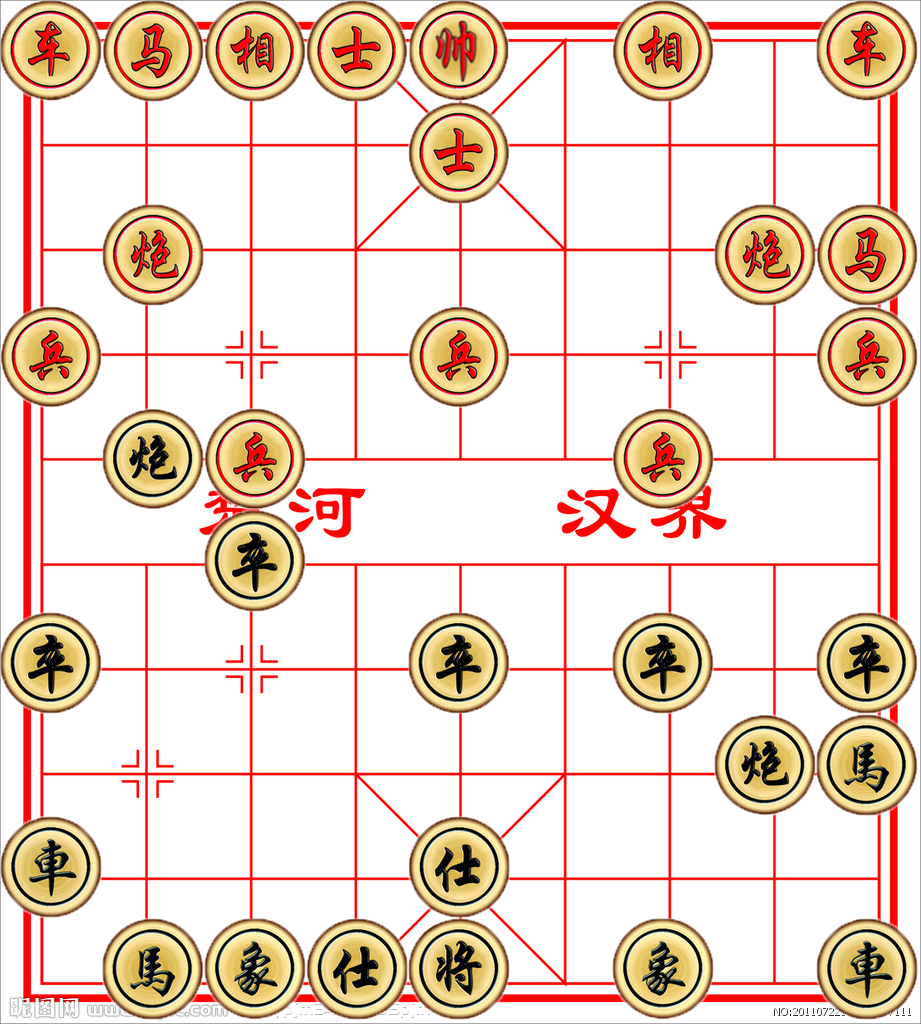 车 马 相 士 帅 相 车
士
炮 炮 马
兵 兵 兵
炮 兵 兵
河 汉 界
卒
卒 卒 卒 卒
炮 馬
車 仕
馬 象 仕 将 象 車
昵图网